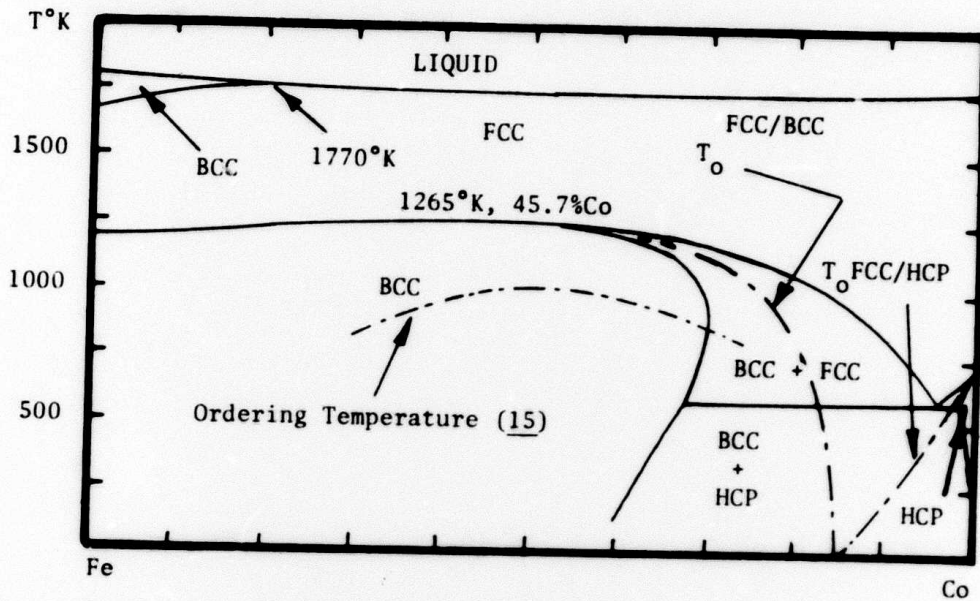 T°K
LIQUID
1500
BCC
1770°K
FCC
FCC/BCC
To
1265°K, 45.7%Co
1000
BCC
ToFCC/HCP
BCC + FCC
500
Ordering Temperature (15)
BCC
+
HCP
HCP
Fe
Co